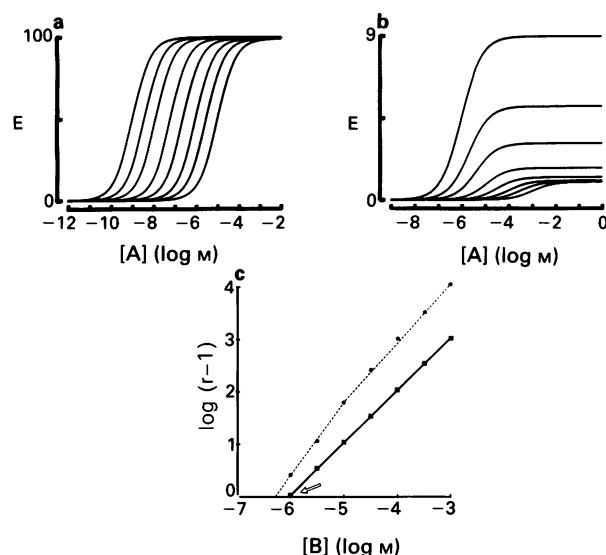 a
100
E
0
−12 −10 −8 −6 −4 −2
[A] (log M)
b
9
E
0
−8 −6 −4 −2 0
[A] (log M)
c
4
3
2
1
0
log (r−1)
−7 −6 −5 −4 −3
[B] (log M)